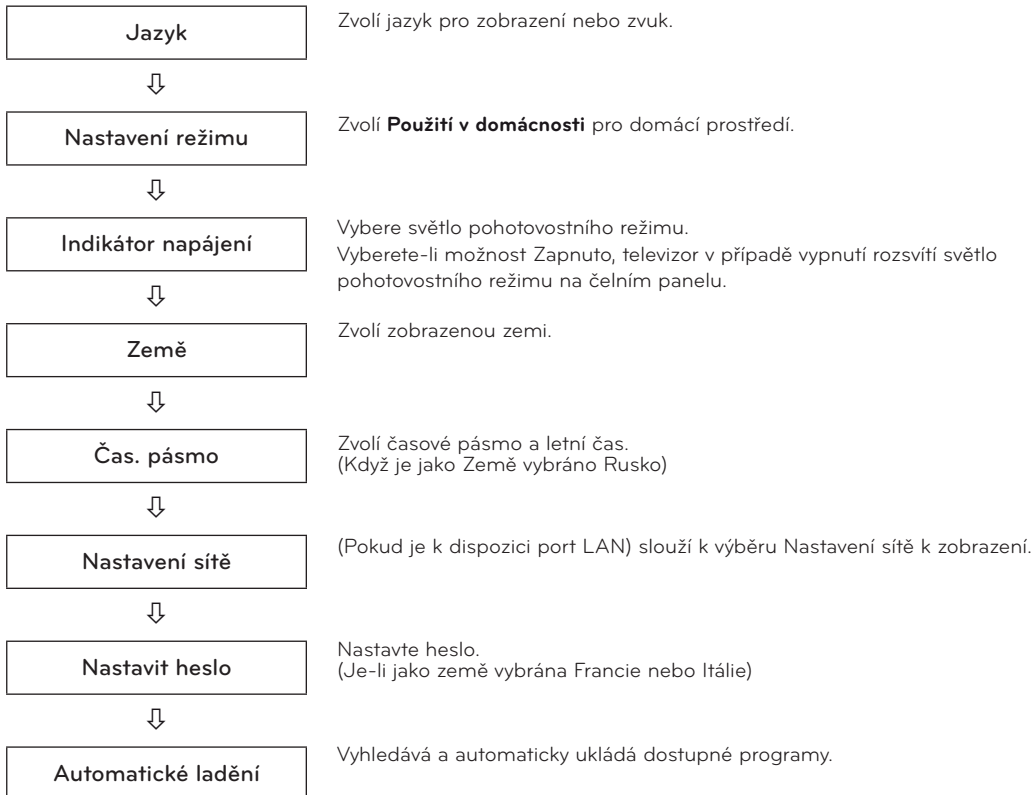 Jazyk
Zvolí jazyk pro zobrazení nebo zvuk.
Nastavení režimu
Zvolí Použití v domácnosti pro domácí prostředí.
Indikátor napájení
Vybere světlo pohotovostního režimu.
Vyberete-li možnost Zapnuto, televizor v případě vypnutí rozsvítí světlo
pohotovostního režimu na čelním panelu.
Země
Zvolí zobrazenou zemi.
Čas. pásmo
Zvolí časové pásmo a letní čas.
(Když je jako Země vybráno Rusko)
Nastavení sítě
(Pokud je k dispozici port LAN) slouží k výběru Nastavení sítě k zobrazení.
Nastavit heslo
Nastavte heslo.
(Je-li jako země vybrána Francie nebo Itálie)
Automatické ladění
Vyhledává a automaticky ukládá dostupné programy.